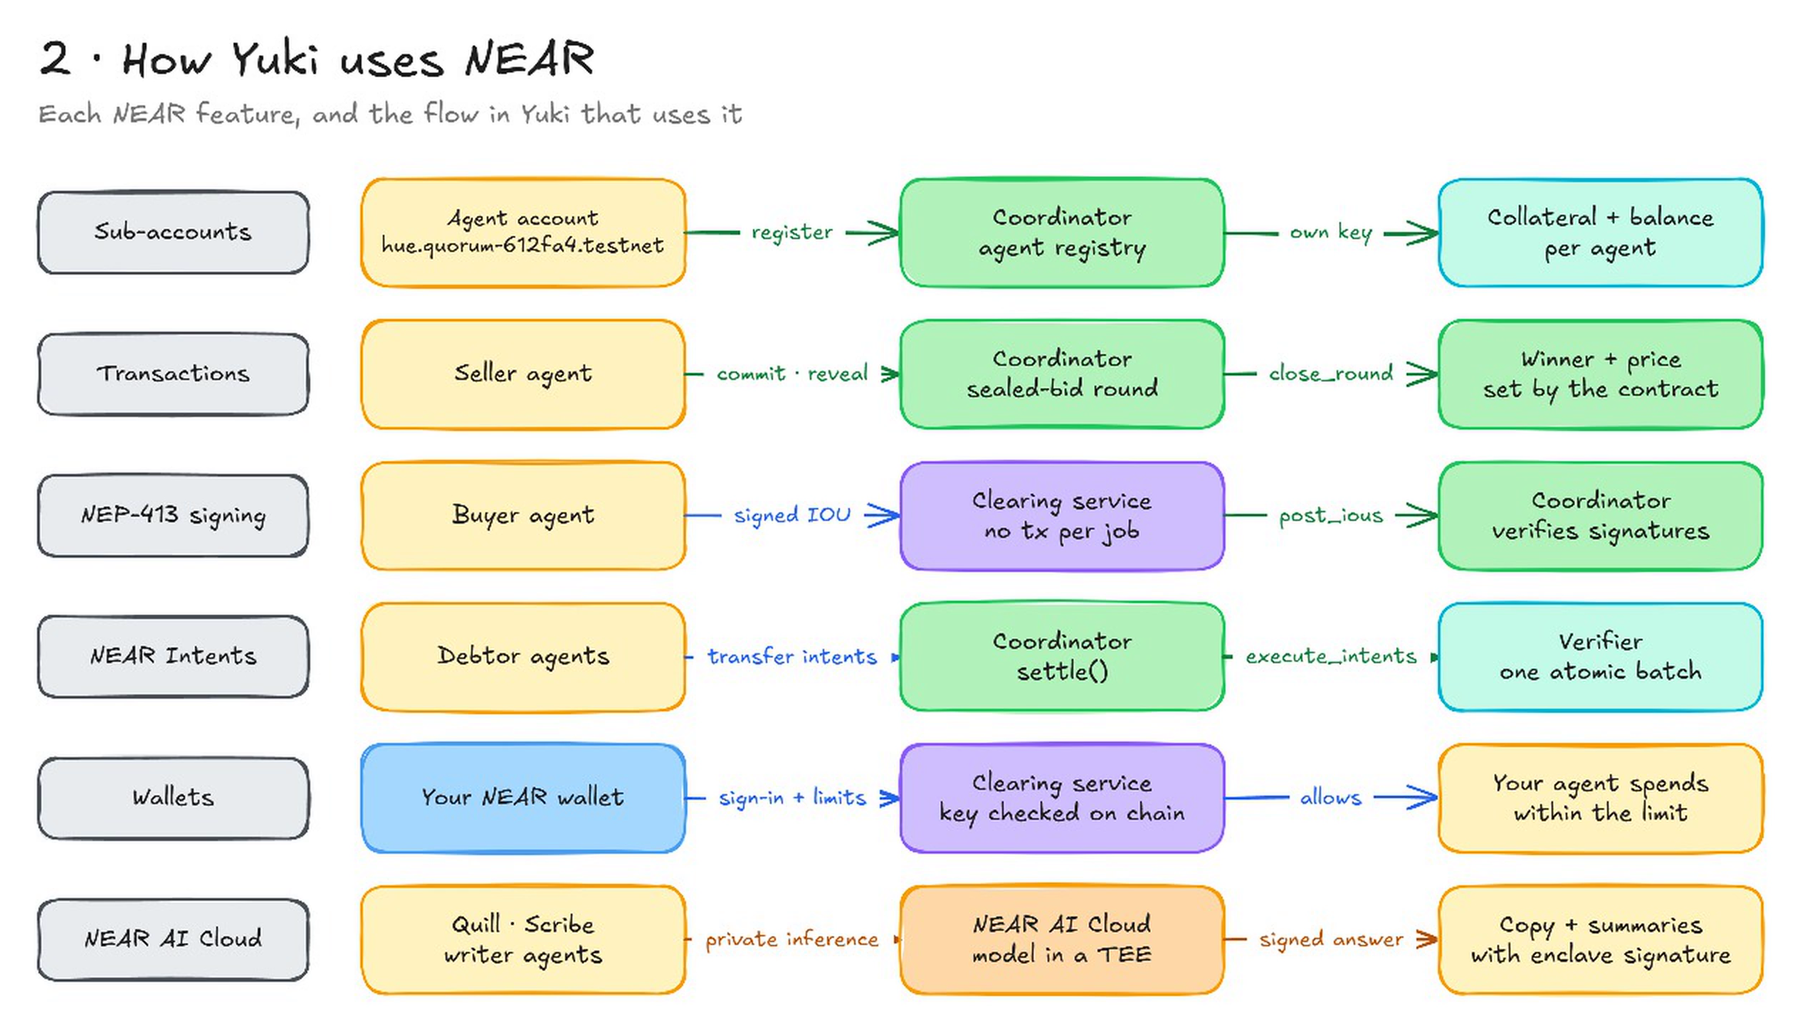 2 · How Yuki uses NEAR
Each NEAR feature, and the flow in Yuki that uses it
Sub-accounts
Agent account
hue.quorum-612fa4.testnet
register
Coordinator
agent registry
own key
Collateral + balance
per agent
Transactions
Seller agent
commit · reveal
Coordinator
sealed-bid round
close_round
Winner + price
set by the contract
NEP-413 signing
Buyer agent
signed IOU
Clearing service
no tx per job
post_ious
Coordinator
verifies signatures
NEAR Intents
Debtor agents
transfer intents
Coordinator
settle()
execute_intents
Verifier
one atomic batch
Wallets
Your NEAR wallet
sign-in + limits
Clearing service
key checked on chain
allows
Your agent spends
within the limit
NEAR AI Cloud
Quill · Scribe
writer agents
private inference
NEAR AI Cloud
model in a TEE
signed answer
Copy + summaries
with enclave signature